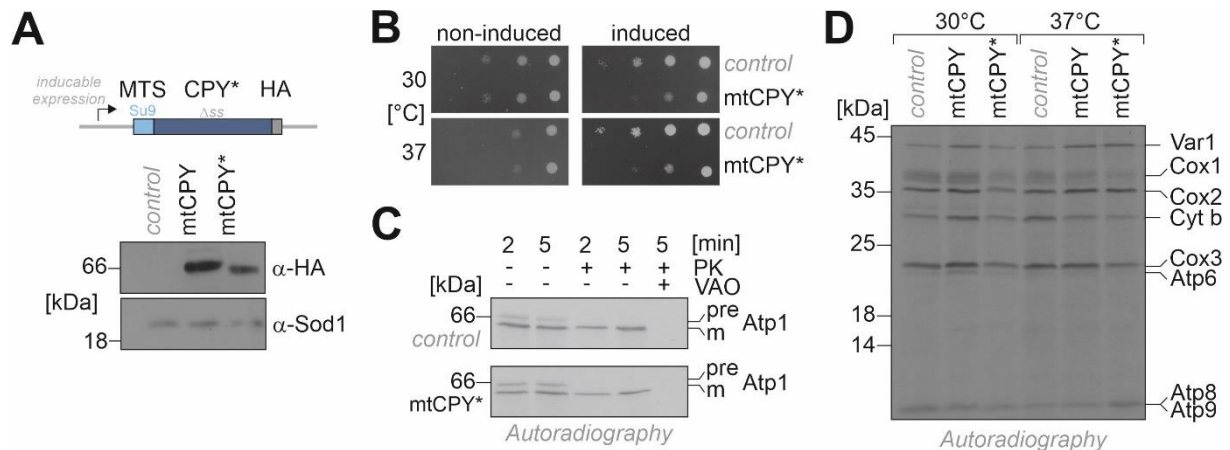 A
inducable
expression
MTS CPY* HA
Su9 Δss
control
mtCPY
mtCPY*
66
α-HA
[kDa]
18
α-Sod1
B
non-induced induced
30
[°C]
37
control
mtCPY*
control
mtCPY*
C
2 5 2 5 5 [min]
- - + + + PK
- - - - + VAO
[kDa]
66
control
pre
m
Atp1
66
mtCPY*
pre
m
Atp1
Autoradiography
D
30°C 37°C
control
mtCPY
mtCPY*
control
mtCPY
mtCPY*
[kDa]
45
35
25
18
14
Var1
Cox1
Cox2
Cyt b
Cox3
Atp6
Atp8
Atp9
Autoradiography